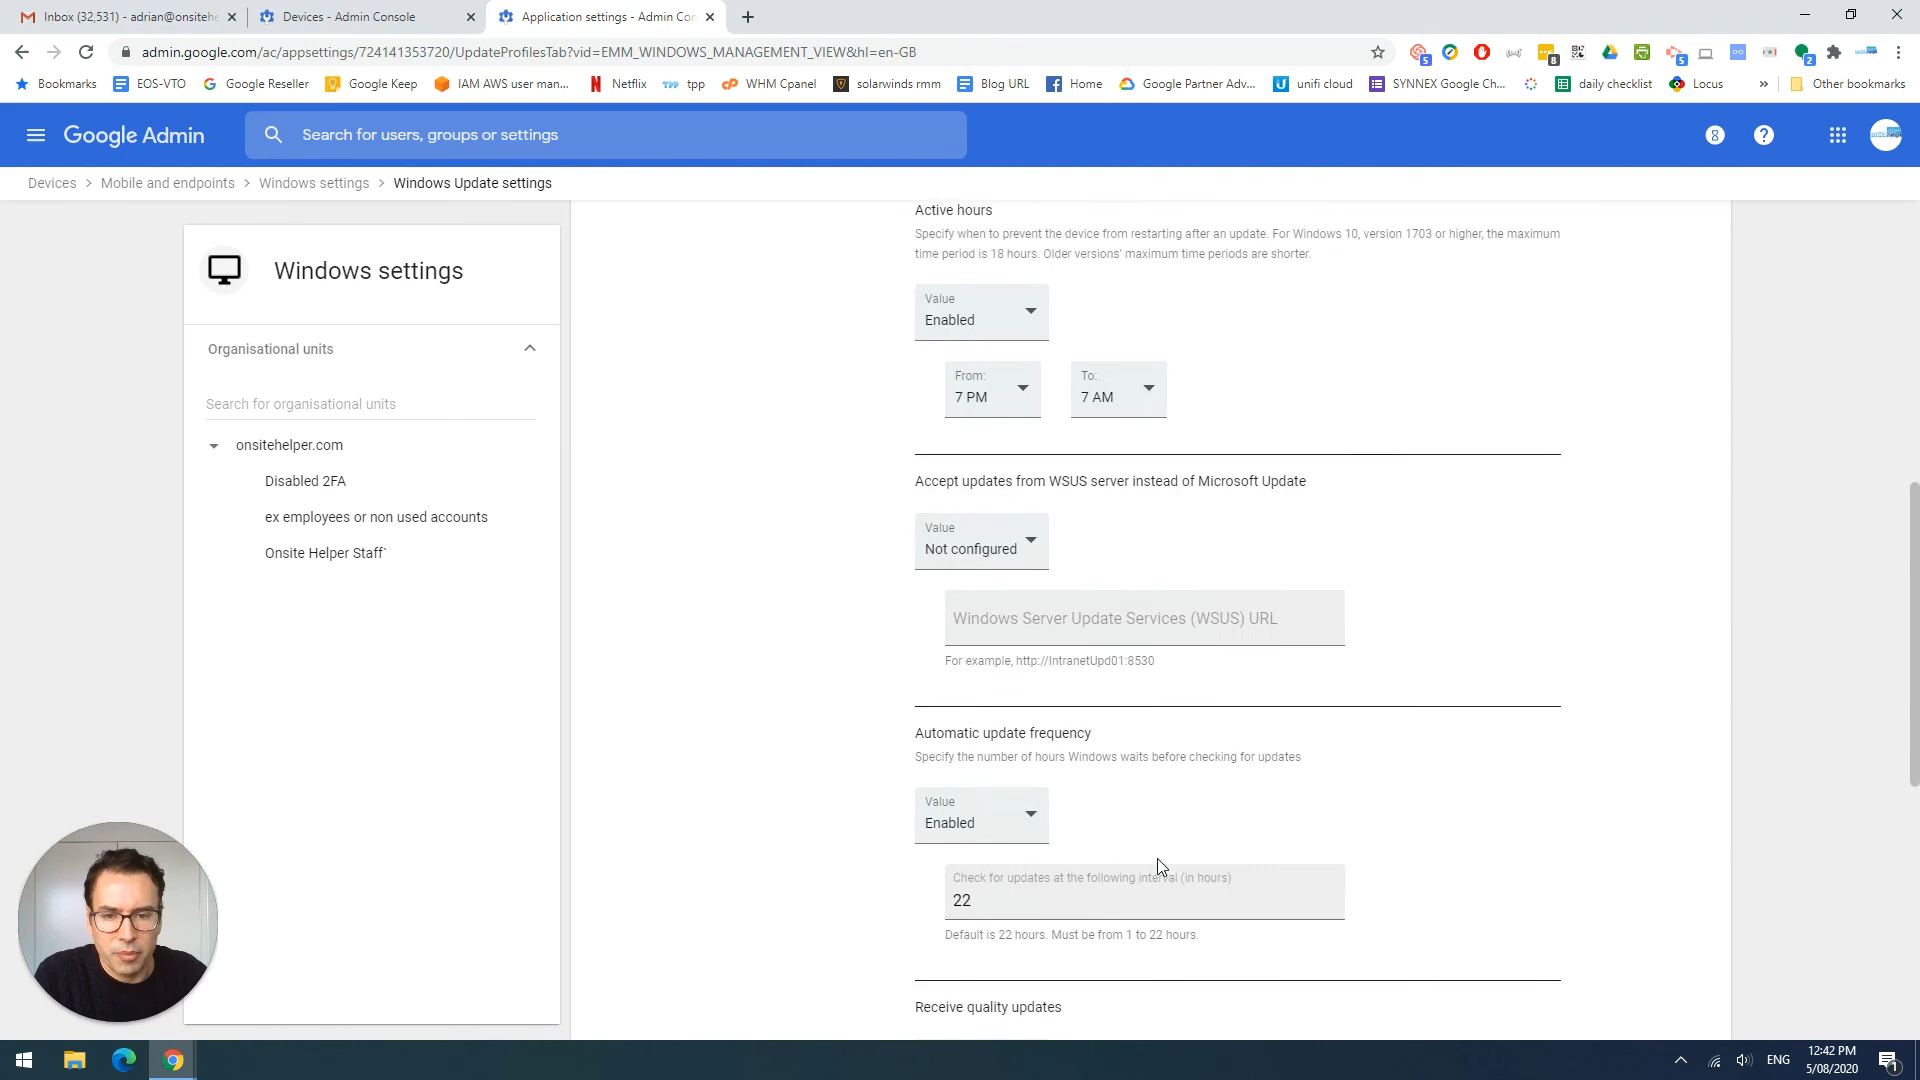 Inbox (32,531) - adrian@onsitehe
Devices - Admin Console
Application settings - Admin Con
admin.google.com/ac/appsettings/724141353720/UpdateProfilesTab?vid=EMM_WINDOWS_MANAGEMENT_VIEW&hl=en-GB
5
8
5
2
Bookmarks
EOS-VTO
Google Reseller
Google Keep
IAM AWS user man...
Netflix
tpp
WHM Cpanel
solarwinds rmm
Blog URL
Home
Google Partner Adv...
unifi cloud
SYNNEX Google Ch...
daily checklist
Locus
»
Other bookmarks
Google Admin
Search for users, groups or settings
Devices > Mobile and endpoints > Windows settings > Windows Update settings
Windows settings
Organisational units
Search for organisational units
onsitehelper.com
Disabled 2FA
ex employees or non used accounts
Onsite Helper Staff`
Active hours
Specify when to prevent the device from restarting after an update. For Windows 10, version 1703 or higher, the maximum
time period is 18 hours. Older versions' maximum time periods are shorter.
Value
Enabled
From:
7 PM
To:
7 AM
Accept updates from WSUS server instead of Microsoft Update
Value
Not configured
Windows Server Update Services (WSUS) URL
For example, http://IntranetUpd01:8530
Automatic update frequency
Specify the number of hours Windows waits before checking for updates
Value
Enabled
Check for updates at the following interval (in hours)
22
Default is 22 hours. Must be from 1 to 22 hours.
Receive quality updates
ENG
12:42 PM
5/08/2020
1